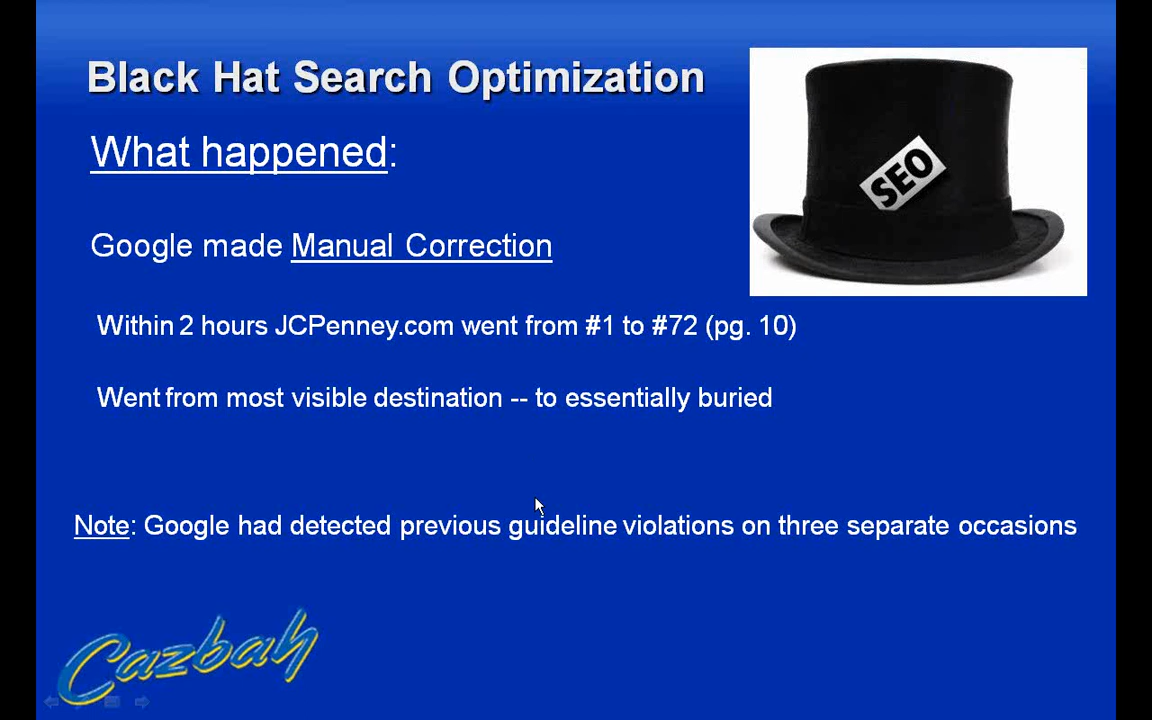 Black Hat Search Optimization
What happened:
SEO
Google made Manual Correction
Within 2 hours JCPenney.com went from #1 to #72 (pg. 10)
Went from most visible destination -- to essentially buried
Note: Google had detected previous guideline violations on three separate occasions
Cazbah